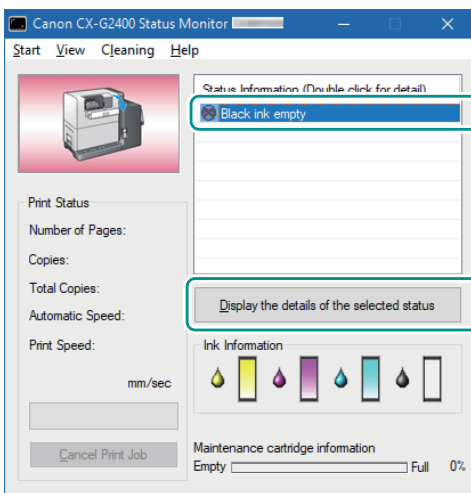 Canon CX-G2400 Status Monitor
Start View Cleaning Help
Status Information (Double click for detail)
Black ink empty
Print Status
Number of Pages:
Copies:
Total Copies:
Automatic Speed:
Print Speed:
mm/sec
Cancel Print Job
Display the details of the selected status
Ink Information
Maintenance cartridge information
Empty Full 0%